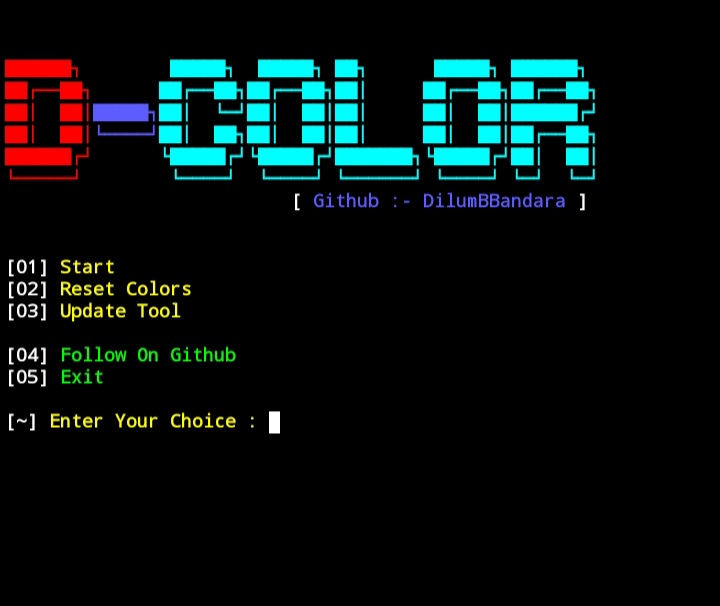 D-COLOR
[ Github :- DilumBBandara ]
[01] Start
[02] Reset Colors
[03] Update Tool
[04] Follow On Github
[05] Exit
[~] Enter Your Choice :